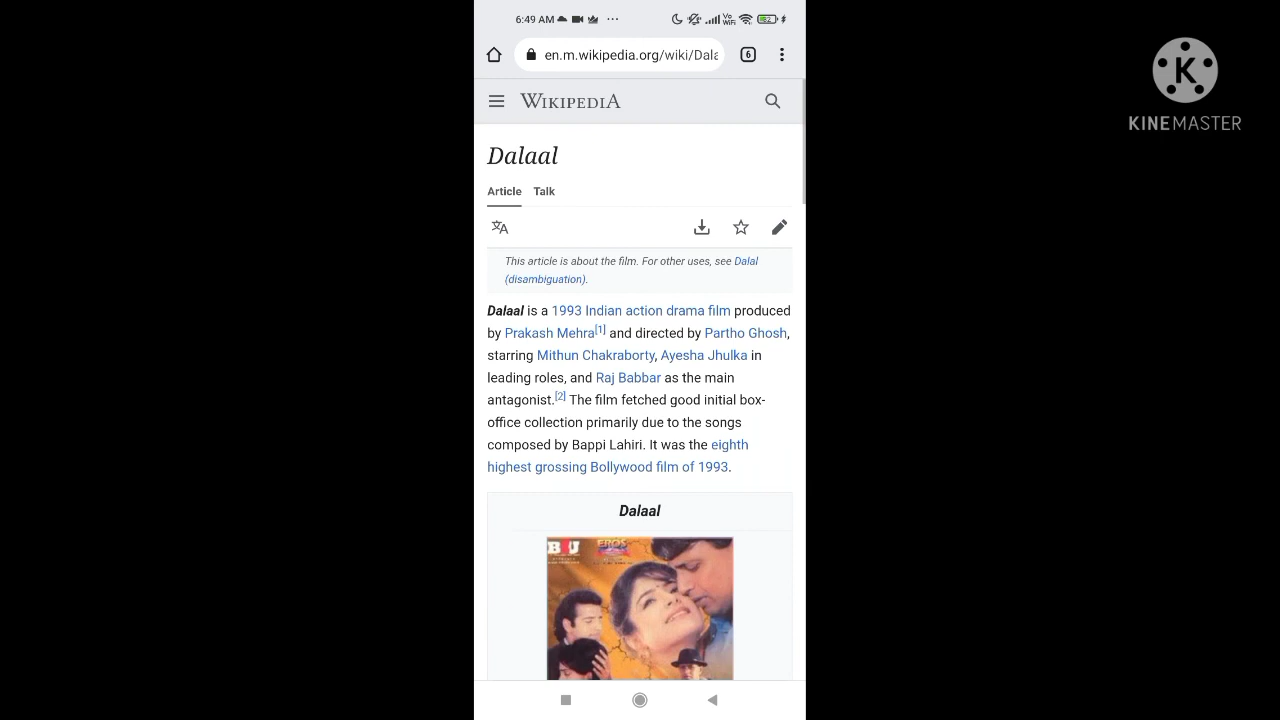 6:49 AM
Vo
WiFi
en.m.wikipedia.org/wiki/Dala
6
WIKIPEDIA
K
KINEMASTER
Dalaal
Article Talk
This article is about the film. For other uses, see Dalal
(disambiguation).
Dalaal is a 1993 Indian action drama film produced
by Prakash Mehra[1] and directed by Partho Ghosh,
starring Mithun Chakraborty, Ayesha Jhulka in
leading roles, and Raj Babbar as the main
antagonist.[2] The film fetched good initial box-
office collection primarily due to the songs
composed by Bappi Lahiri. It was the eighth
highest grossing Bollywood film of 1993.
Dalaal
EROS